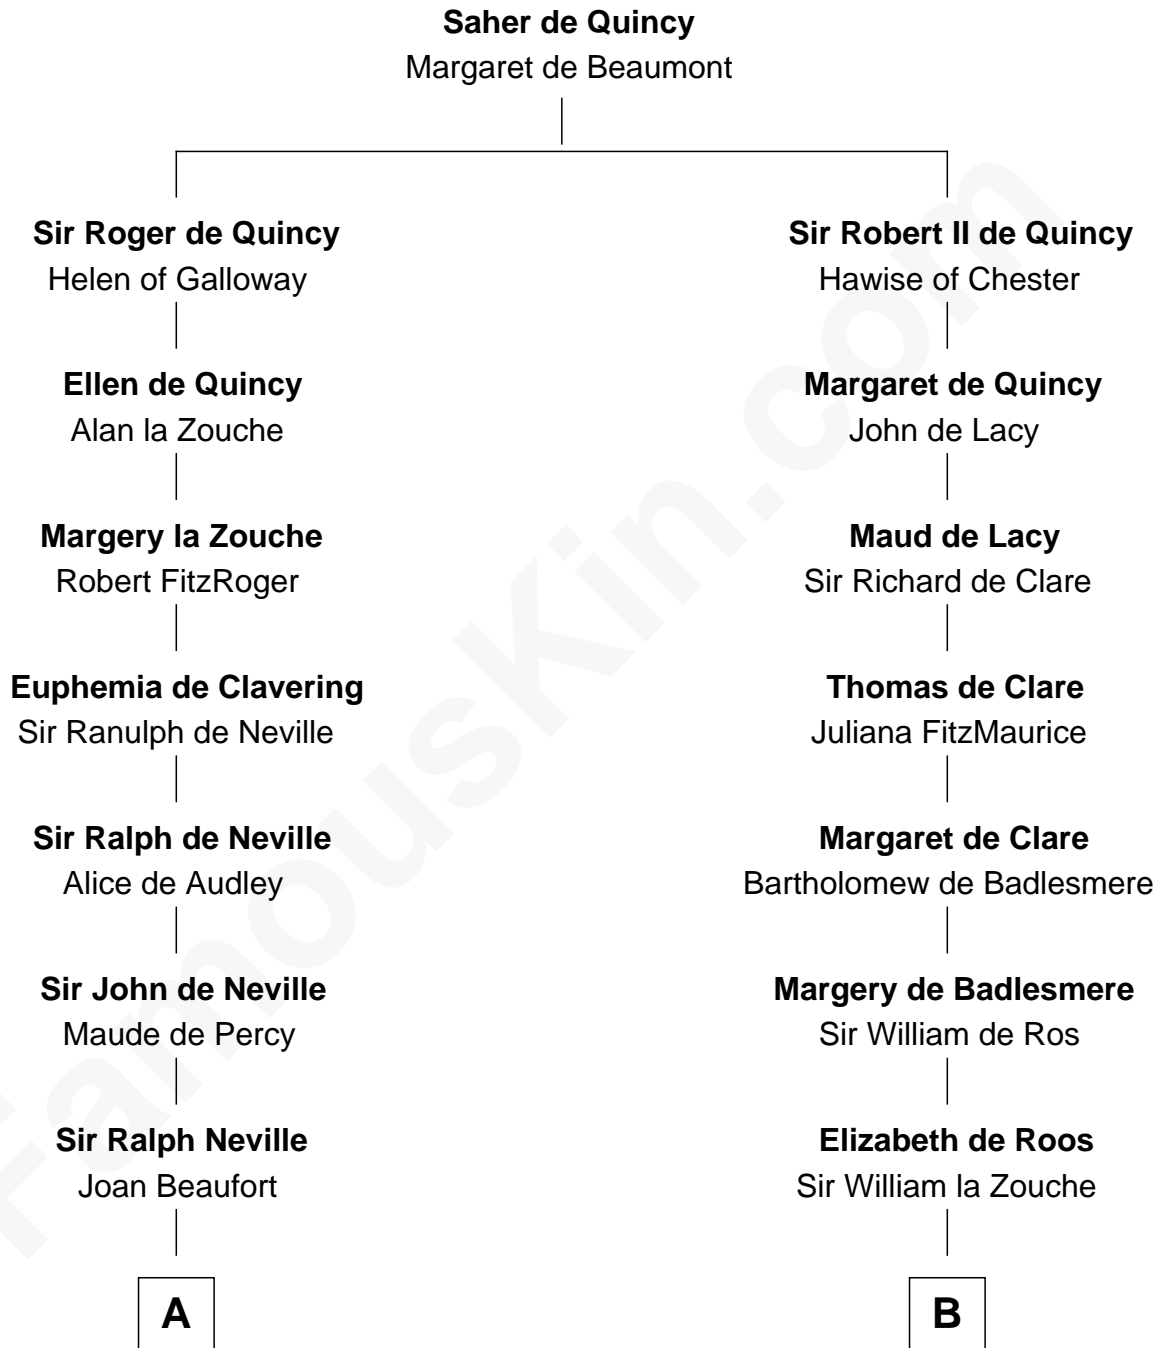 Saher de Quincy
Margaret de Beaumont
Sir Roger de Quincy
Helen of Galloway
Sir Robert II de Quincy
Hawise of Chester
Ellen de Quincy
Alan la Zouche
Margaret de Quincy
John de Lacy
Margery la Zouche
Robert FitzRoger
Maud de Lacy
Sir Richard de Clare
Euphemia de Clavering
Sir Ranulph de Neville
Thomas de Clare
Juliana FitzMaurice
Sir Ralph de Neville
Alice de Audley
Margaret de Clare
Bartholomew de Badlesmere
Sir John de Neville
Maude de Percy
Margery de Badlesmere
Sir William de Ros
Sir Ralph Neville
Joan Beaufort
Elizabeth de Roos
Sir William la Zouche
A
B
FamousKin.com